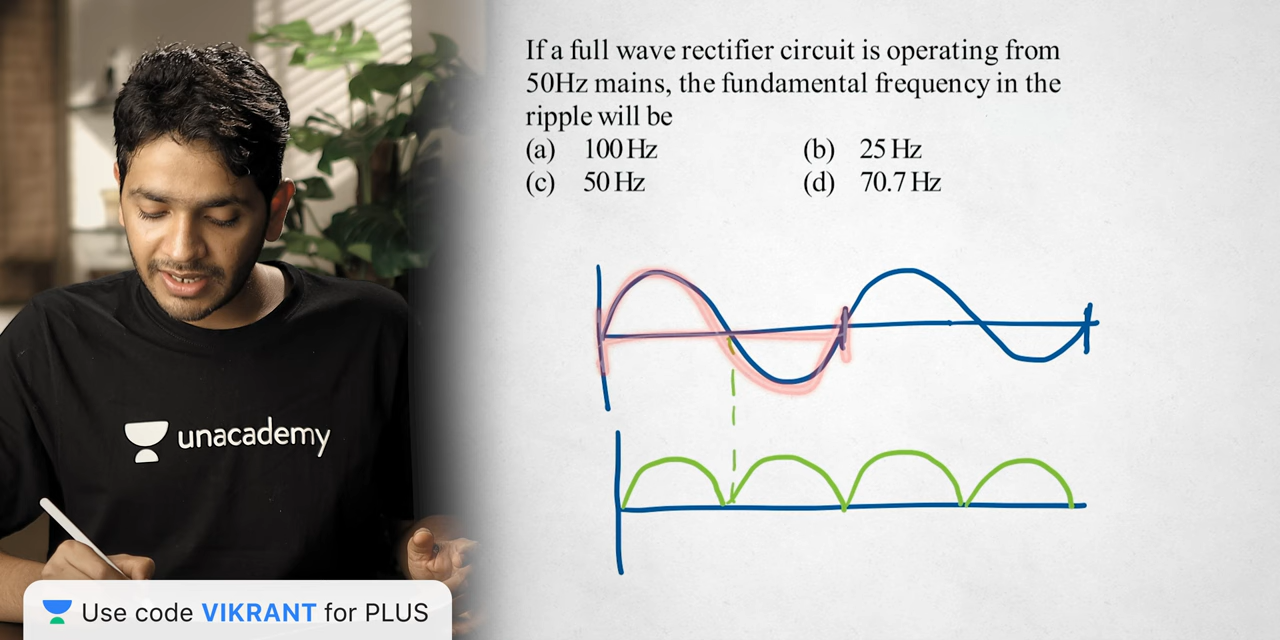 If a full wave rectifier circuit is operating from
50Hz mains, the fundamental frequency in the
ripple will be
(a) 100 Hz (b) 25 Hz
(c) 50 Hz (d) 70.7 Hz
unacademy
Use code VIKRANT for PLUS